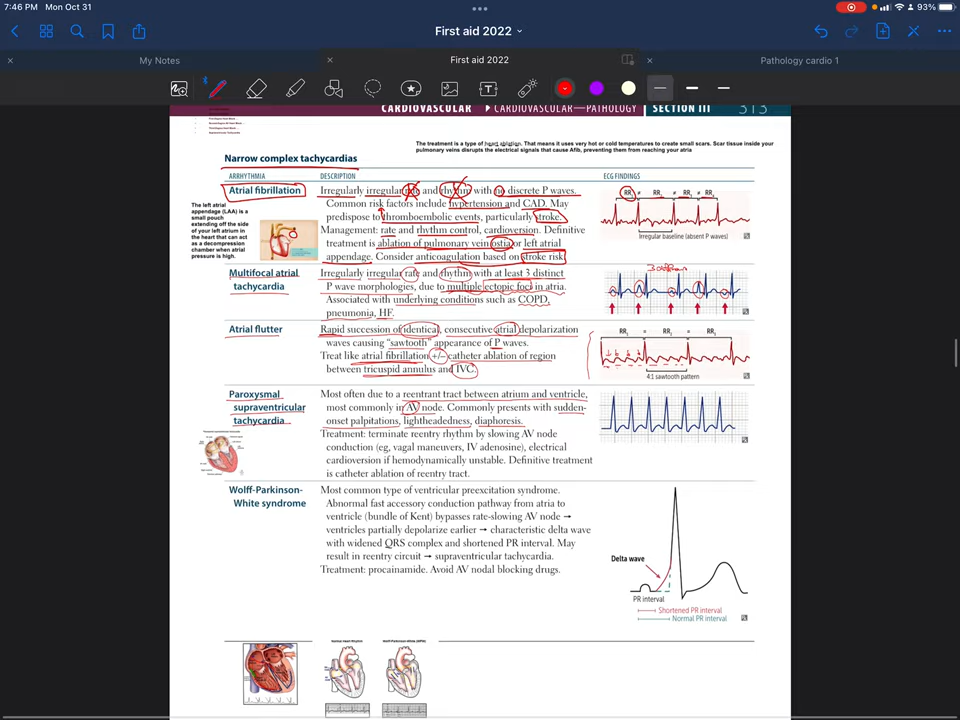 7:46 PM Mon Oct 31
93%
First aid 2022
My Notes
First aid 2022
Pathology cardio 1
CARDIOVASCULAR ▶ CARDIOVASCULAR—PATHOLOGY SECTION III 313
The treatment is a type of heart ablation. That means it uses very hot or cold temperatures to create small scars. Scar tissue inside your
pulmonary veins disrupts the electrical signals that cause Afib, preventing them from reaching your atria
Narrow complex tachycardias
ARRHYTHMIA DESCRIPTION ECG FINDINGS
Atrial fibrillation
Irregularly irregular rate and rhythm with no discrete P waves.
Common risk factors include hypertension and CAD. May
predispose to thromboembolic events, particularly stroke.
Management: rate and rhythm control, cardioversion. Definitive
treatment is ablation of pulmonary vein ostia or left atrial
appendage. Consider anticoagulation based on stroke risk.
The left atrial
appendage (LAA) is a
small pouch
extending off the side
of your left atrium in
the heart that can act
as a decompression
chamber when atrial
pressure is high.
RR₁ ≠ RR₂ ≠ RR₃ ≠ RR₄
Irregular baseline (absent P waves)
Multifocal atrial
tachycardia
Irregularly irregular rate and rhythm with at least 3 distinct
P wave morphologies, due to multiple ectopic foci in atria.
Associated with underlying conditions such as COPD,
pneumonia, HF.
3 different
Atrial flutter
Rapid succession of identical, consecutive atrial depolarization
waves causing “sawtooth” appearance of P waves.
Treat like atrial fibrillation +/– catheter ablation of region
between tricuspid annulus and IVC.
RR₁ = RR₂ = RR₃
4:1 sawtooth pattern
Paroxysmal
supraventricular
tachycardia
Most often due to a reentrant tract between atrium and ventricle,
most commonly in AV node. Commonly presents with sudden-
onset palpitations, lightheadedness, diaphoresis.
Treatment: terminate reentry rhythm by slowing AV node
conduction (eg, vagal maneuvers, IV adenosine), electrical
cardioversion if hemodynamically unstable. Definitive treatment
is catheter ablation of reentry tract.
Wolff-Parkinson-
White syndrome
Most common type of ventricular preexcitation syndrome.
Abnormal fast accessory conduction pathway from atria to
ventricle (bundle of Kent) bypasses rate-slowing AV node →
ventricles partially depolarize earlier → characteristic delta wave
with widened QRS complex and shortened PR interval. May
result in reentry circuit → supraventricular tachycardia.
Treatment: procainamide. Avoid AV nodal blocking drugs.
Delta wave
PR interval
Shortened PR interval
Normal PR interval